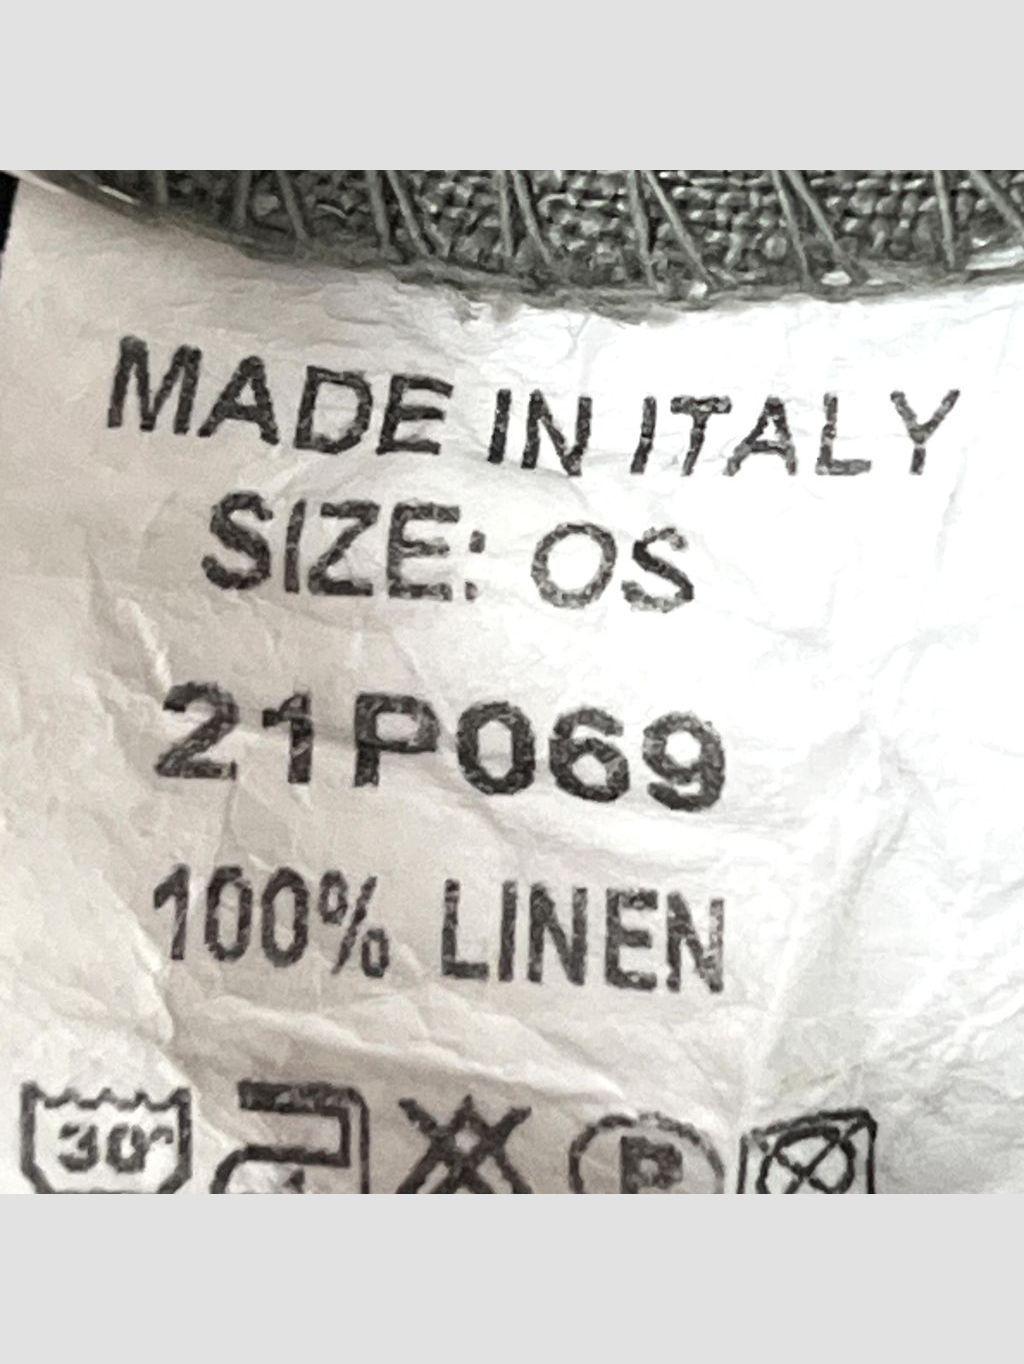 MADE IN ITALY
SIZE: OS
21P069
100% LINEN
30° P